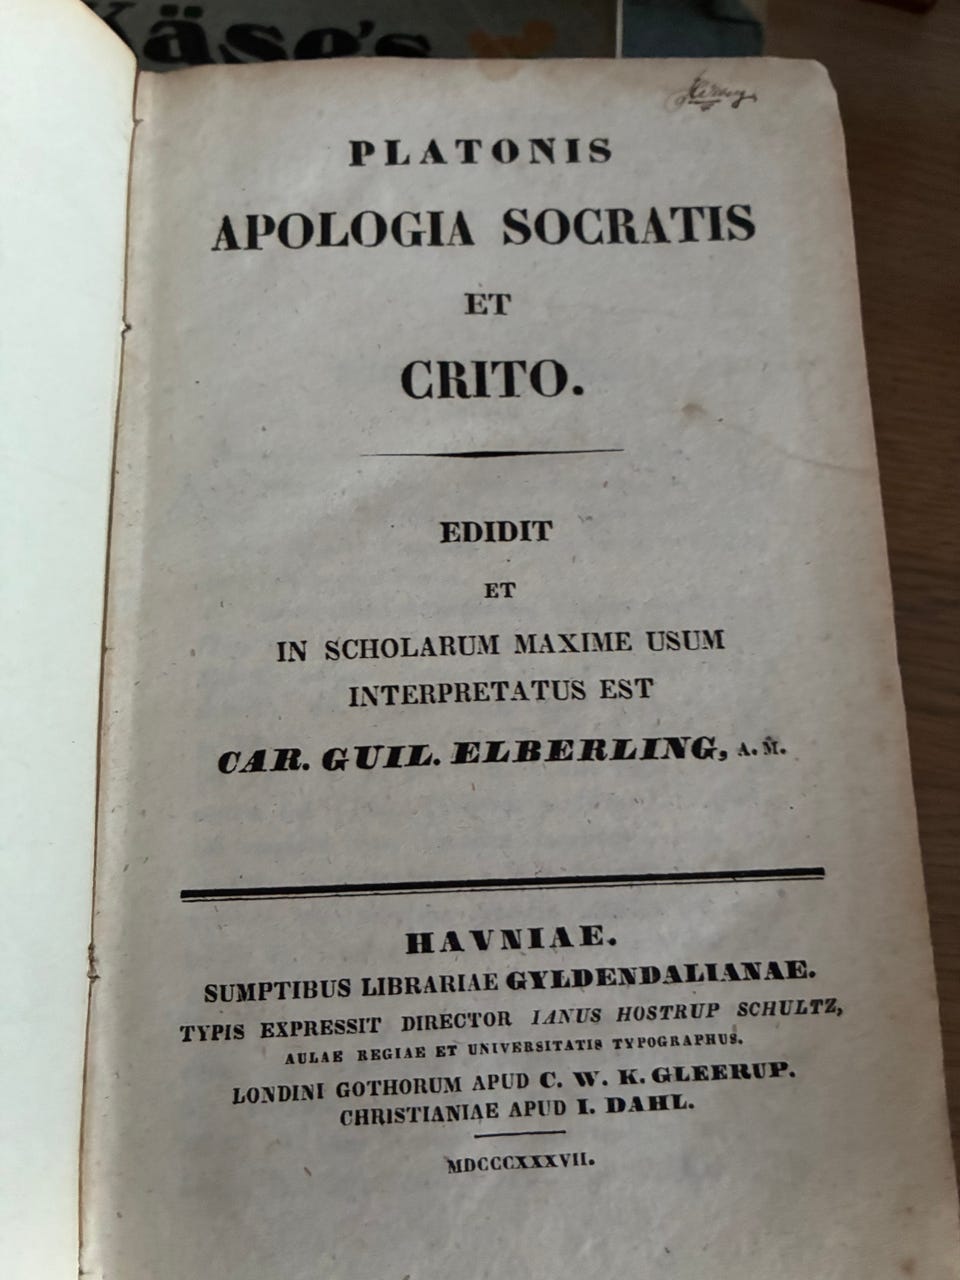 Käse's
PLATONIS
APOLOGIA SOCRATIS
ET
CRITO.
EDIDIT
ET
IN SCHOLARUM MAXIME USUM
INTERPRETATUS EST
CAR. GUIL. ELBERLING, A. M.
HAVNIAE.
SUMPTIBUS LIBRARIAE GYLDENDALIANAE.
TYPIS EXPRESSIT DIRECTOR IANUS HOSTRUP SCHULTZ,
AULAE REGIAE ET UNIVERSITATIS TYPOGRAPHUS.
LONDINI GOTHORUM APUD C. W. K. GLEERUP.
CHRISTIANIAE APUD I. DAHL.
MDCCCXXXVII.